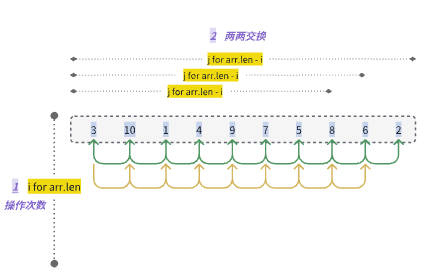 2 两两交换
j for arr.len - i
j for arr.len - i
j for arr.len - i
3 10 1 4 9 7 5 8 6 2
1 i for arr.len
操作次数